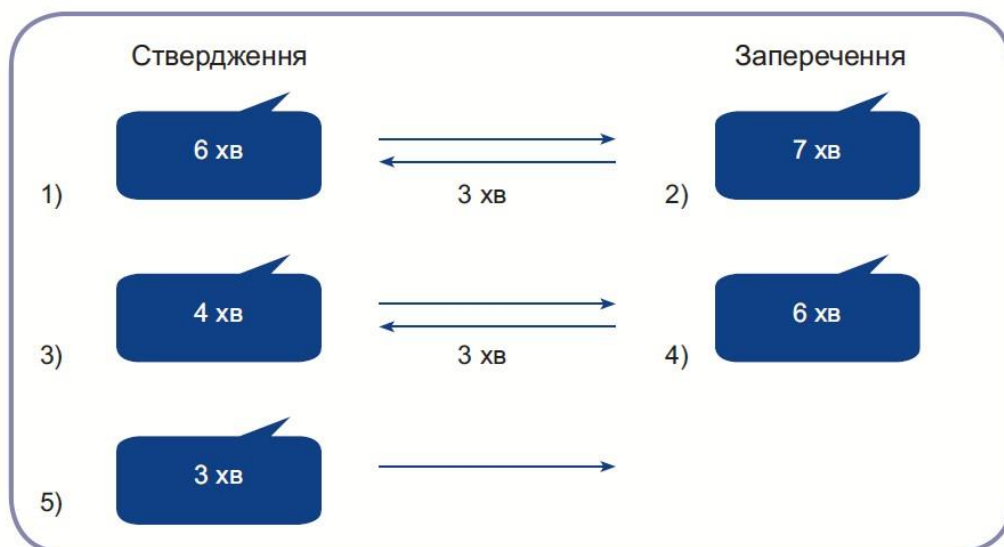 Ствердження Заперечення
6 хв 7 хв
1) 3 хв 2)
4 хв 6 хв
3) 3 хв 4)
3 хв
5)